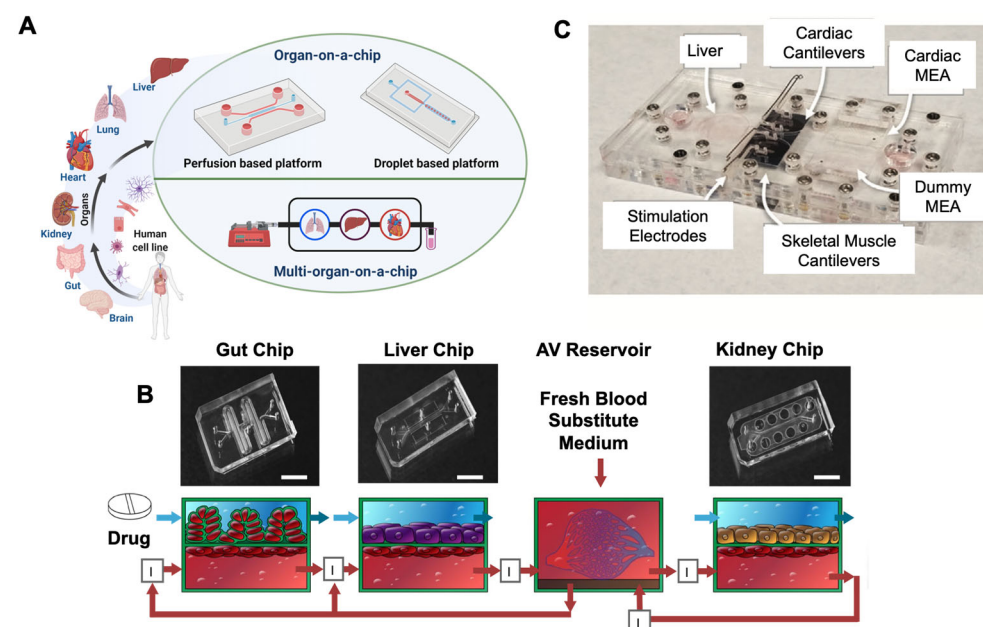 A
Organ-on-a-chip
Liver
Lung
Heart
Kidney
Gut
Brain
Organs
Human
cell line
Perfusion based platform
Droplet based platform
Multi-organ-on-a-chip
C
Liver
Cardiac
Cantilevers
Cardiac
MEA
Stimulation
Electrodes
Skeletal Muscle
Cantilevers
Dummy
MEA
B
Gut Chip
Liver Chip
AV Reservoir
Kidney Chip
Fresh Blood
Substitute
Medium
Drug
I
I
I
I
I